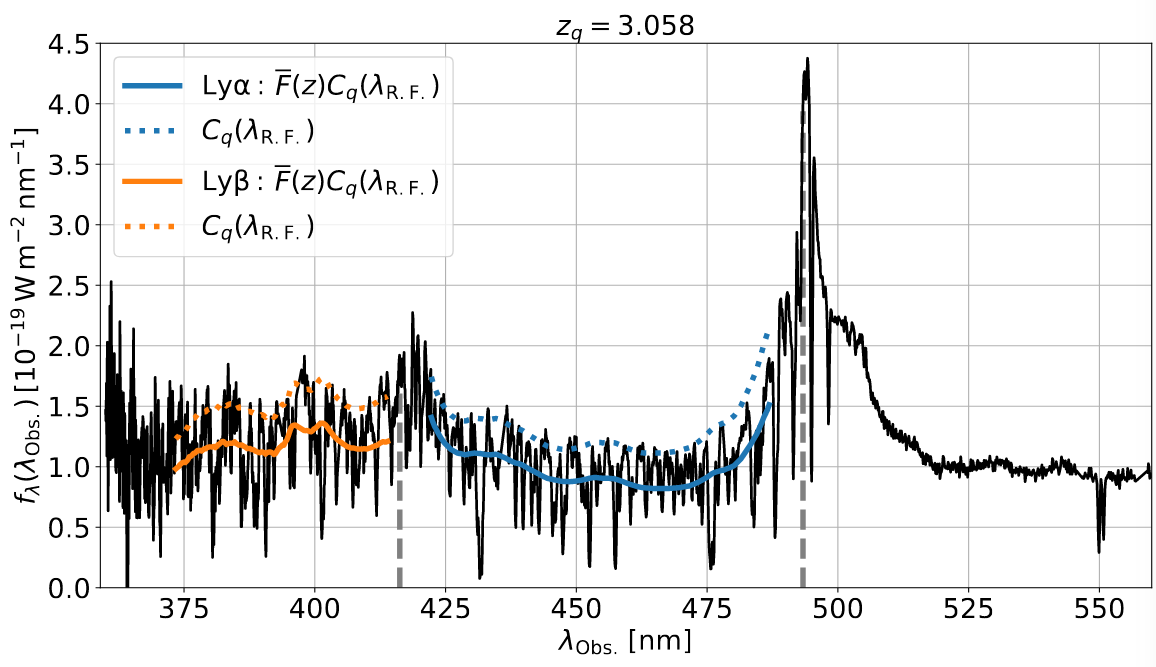 z_q = 3.058
f_λ(λ_Obs.) [10⁻¹⁹ W m⁻² nm⁻¹]
4.5
4.0
3.5
3.0
2.5
2.0
1.5
1.0
0.5
0.0
Lyα : F̅(z)C_q(λ_R.F.)
C_q(λ_R.F.)
Lyβ : F̅(z)C_q(λ_R.F.)
C_q(λ_R.F.)
375 400 425 450 475 500 525 550
λ_Obs. [nm]